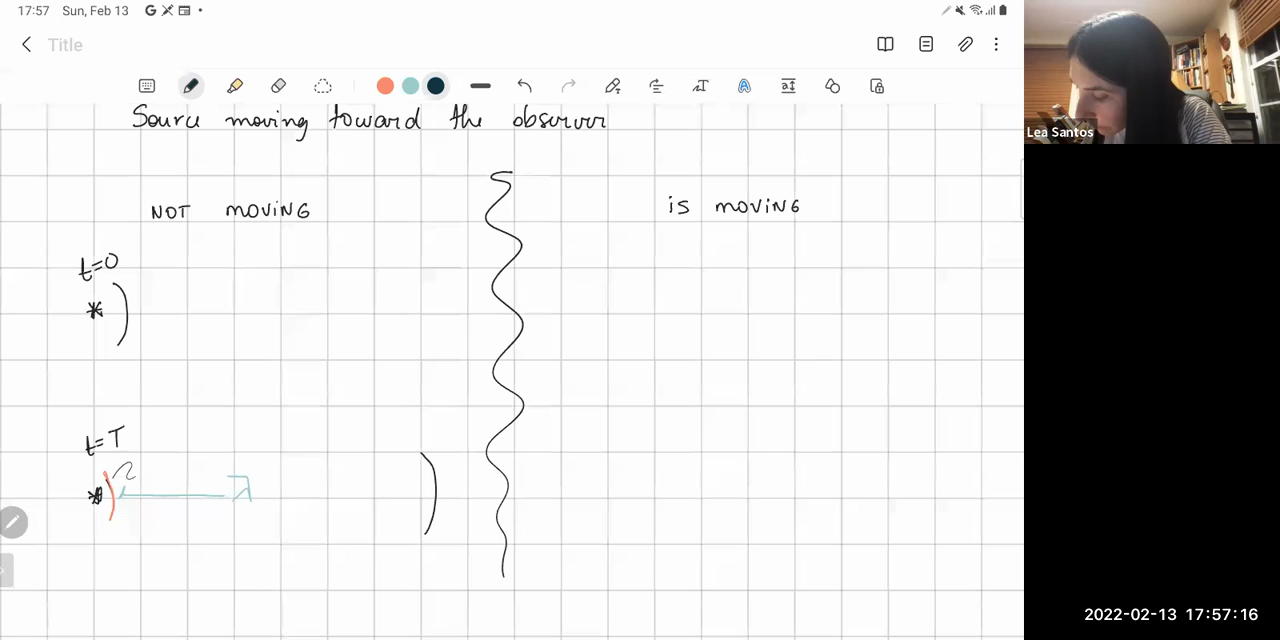 17:57 Sun, Feb 13 G
Title
Source moving toward the observer
NOT MOVING
is MOVING
t=0
*
t=T
*
Lea Santos
2022-02-13 17:57:16